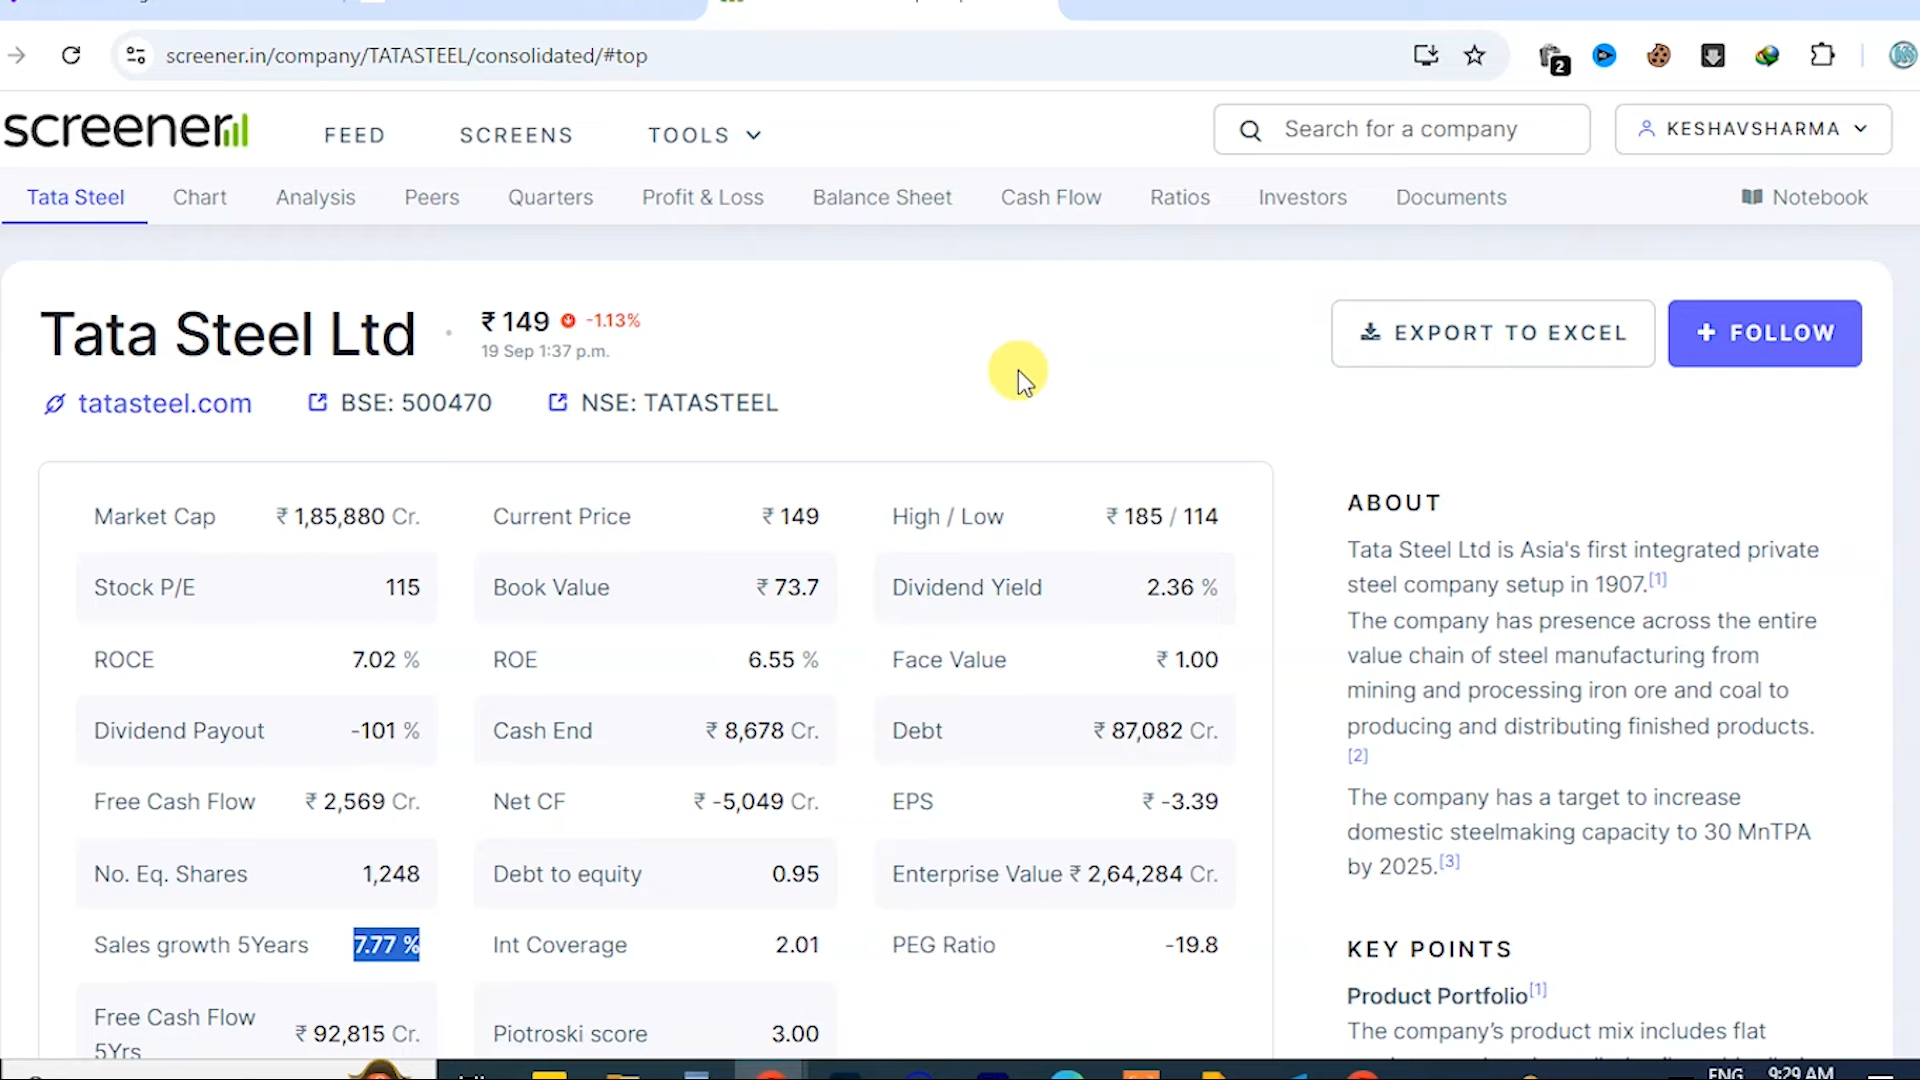 screener.in/company/TATASTEEL/consolidated/#top
2
screener
FEED
SCREENS
TOOLS
Search for a company
KESHAVSHARMA
Tata Steel
Chart
Analysis
Peers
Quarters
Profit & Loss
Balance Sheet
Cash Flow
Ratios
Investors
Documents
Notebook
Tata Steel Ltd
₹ 149 -1.13%
19 Sep 1:37 p.m.
EXPORT TO EXCEL
+ FOLLOW
tatasteel.com
BSE: 500470
NSE: TATASTEEL
Market Cap ₹ 1,85,880 Cr.
Current Price ₹ 149
High / Low ₹ 185 / 114
Stock P/E 115
Book Value ₹ 73.7
Dividend Yield 2.36 %
ROCE 7.02 %
ROE 6.55 %
Face Value ₹ 1.00
Dividend Payout -101 %
Cash End ₹ 8,678 Cr.
Debt ₹ 87,082 Cr.
Free Cash Flow ₹ 2,569 Cr.
Net CF ₹ -5,049 Cr.
EPS ₹ -3.39
No. Eq. Shares 1,248
Debt to equity 0.95
Enterprise Value ₹ 2,64,284 Cr.
Sales growth 5Years 7.77 %
Int Coverage 2.01
PEG Ratio -19.8
Free Cash Flow
5Yrs
₹ 92,815 Cr.
Piotroski score 3.00
ABOUT
Tata Steel Ltd is Asia's first integrated private
steel company setup in 1907.[1]
The company has presence across the entire
value chain of steel manufacturing from
mining and processing iron ore and coal to
producing and distributing finished products.
[2]
The company has a target to increase
domestic steelmaking capacity to 30 MnTPA
by 2025.[3]
KEY POINTS
Product Portfolio[1]
The company's product mix includes flat
ENG
9:29 AM